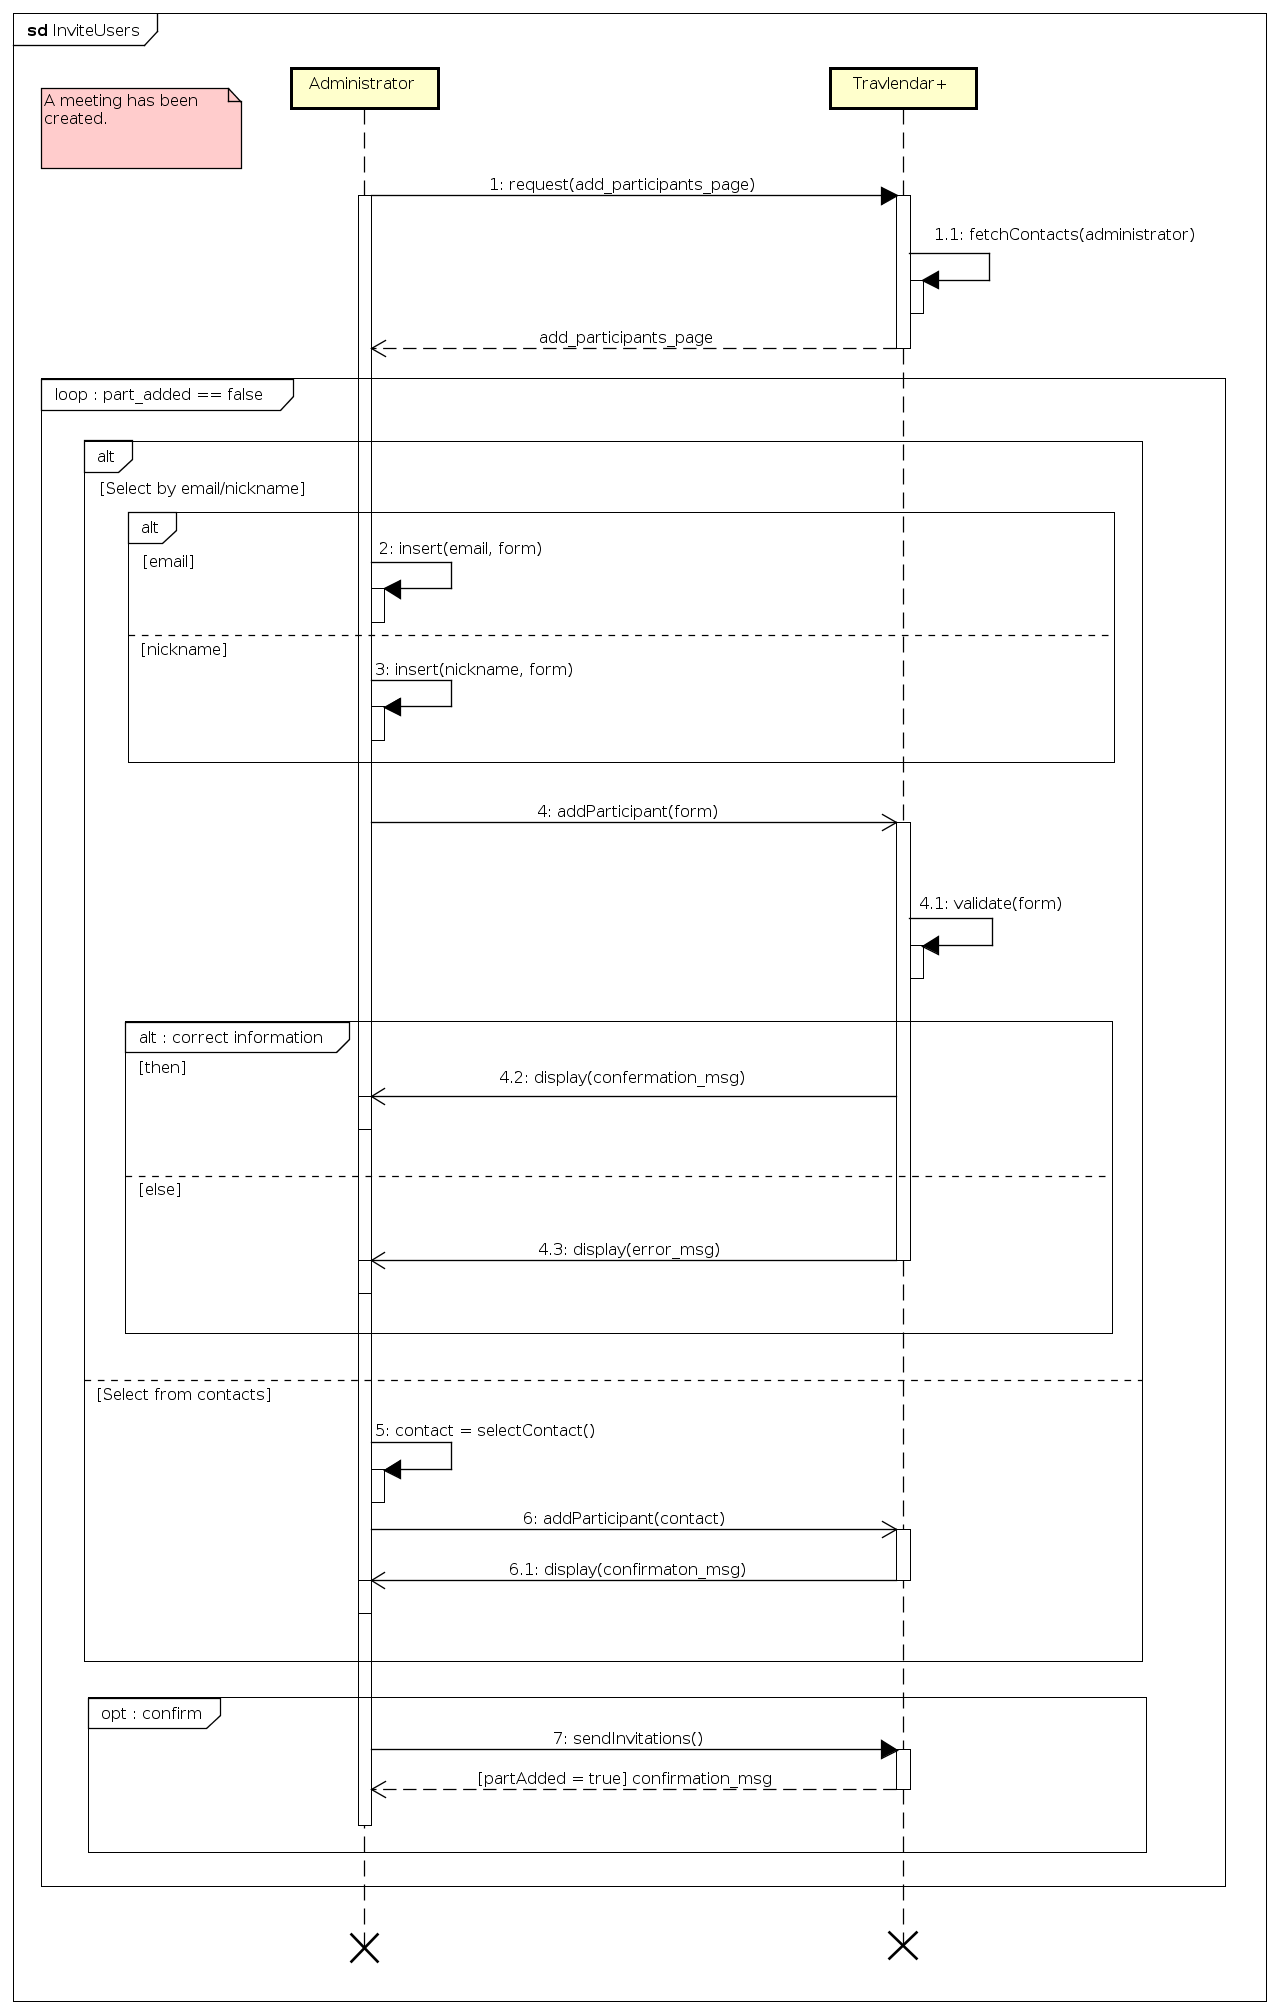 sd InviteUsers
Administrator
Travlendar+
A meeting has been
created.
1: request(add_participants_page)
1.1: fetchContacts(administrator)
add_participants_page
loop : part_added == false
alt
[Select by email/nickname]
alt
[email]
2: insert(email, form)
[nickname]
3: insert(nickname, form)
4: addParticipant(form)
4.1: validate(form)
alt : correct information
[then]
4.2: display(confermation_msg)
[else]
4.3: display(error_msg)
[Select from contacts]
5: contact = selectContact()
6: addParticipant(contact)
6.1: display(confirmaton_msg)
opt : confirm
7: sendInvitations()
[partAdded = true] confirmation_msg